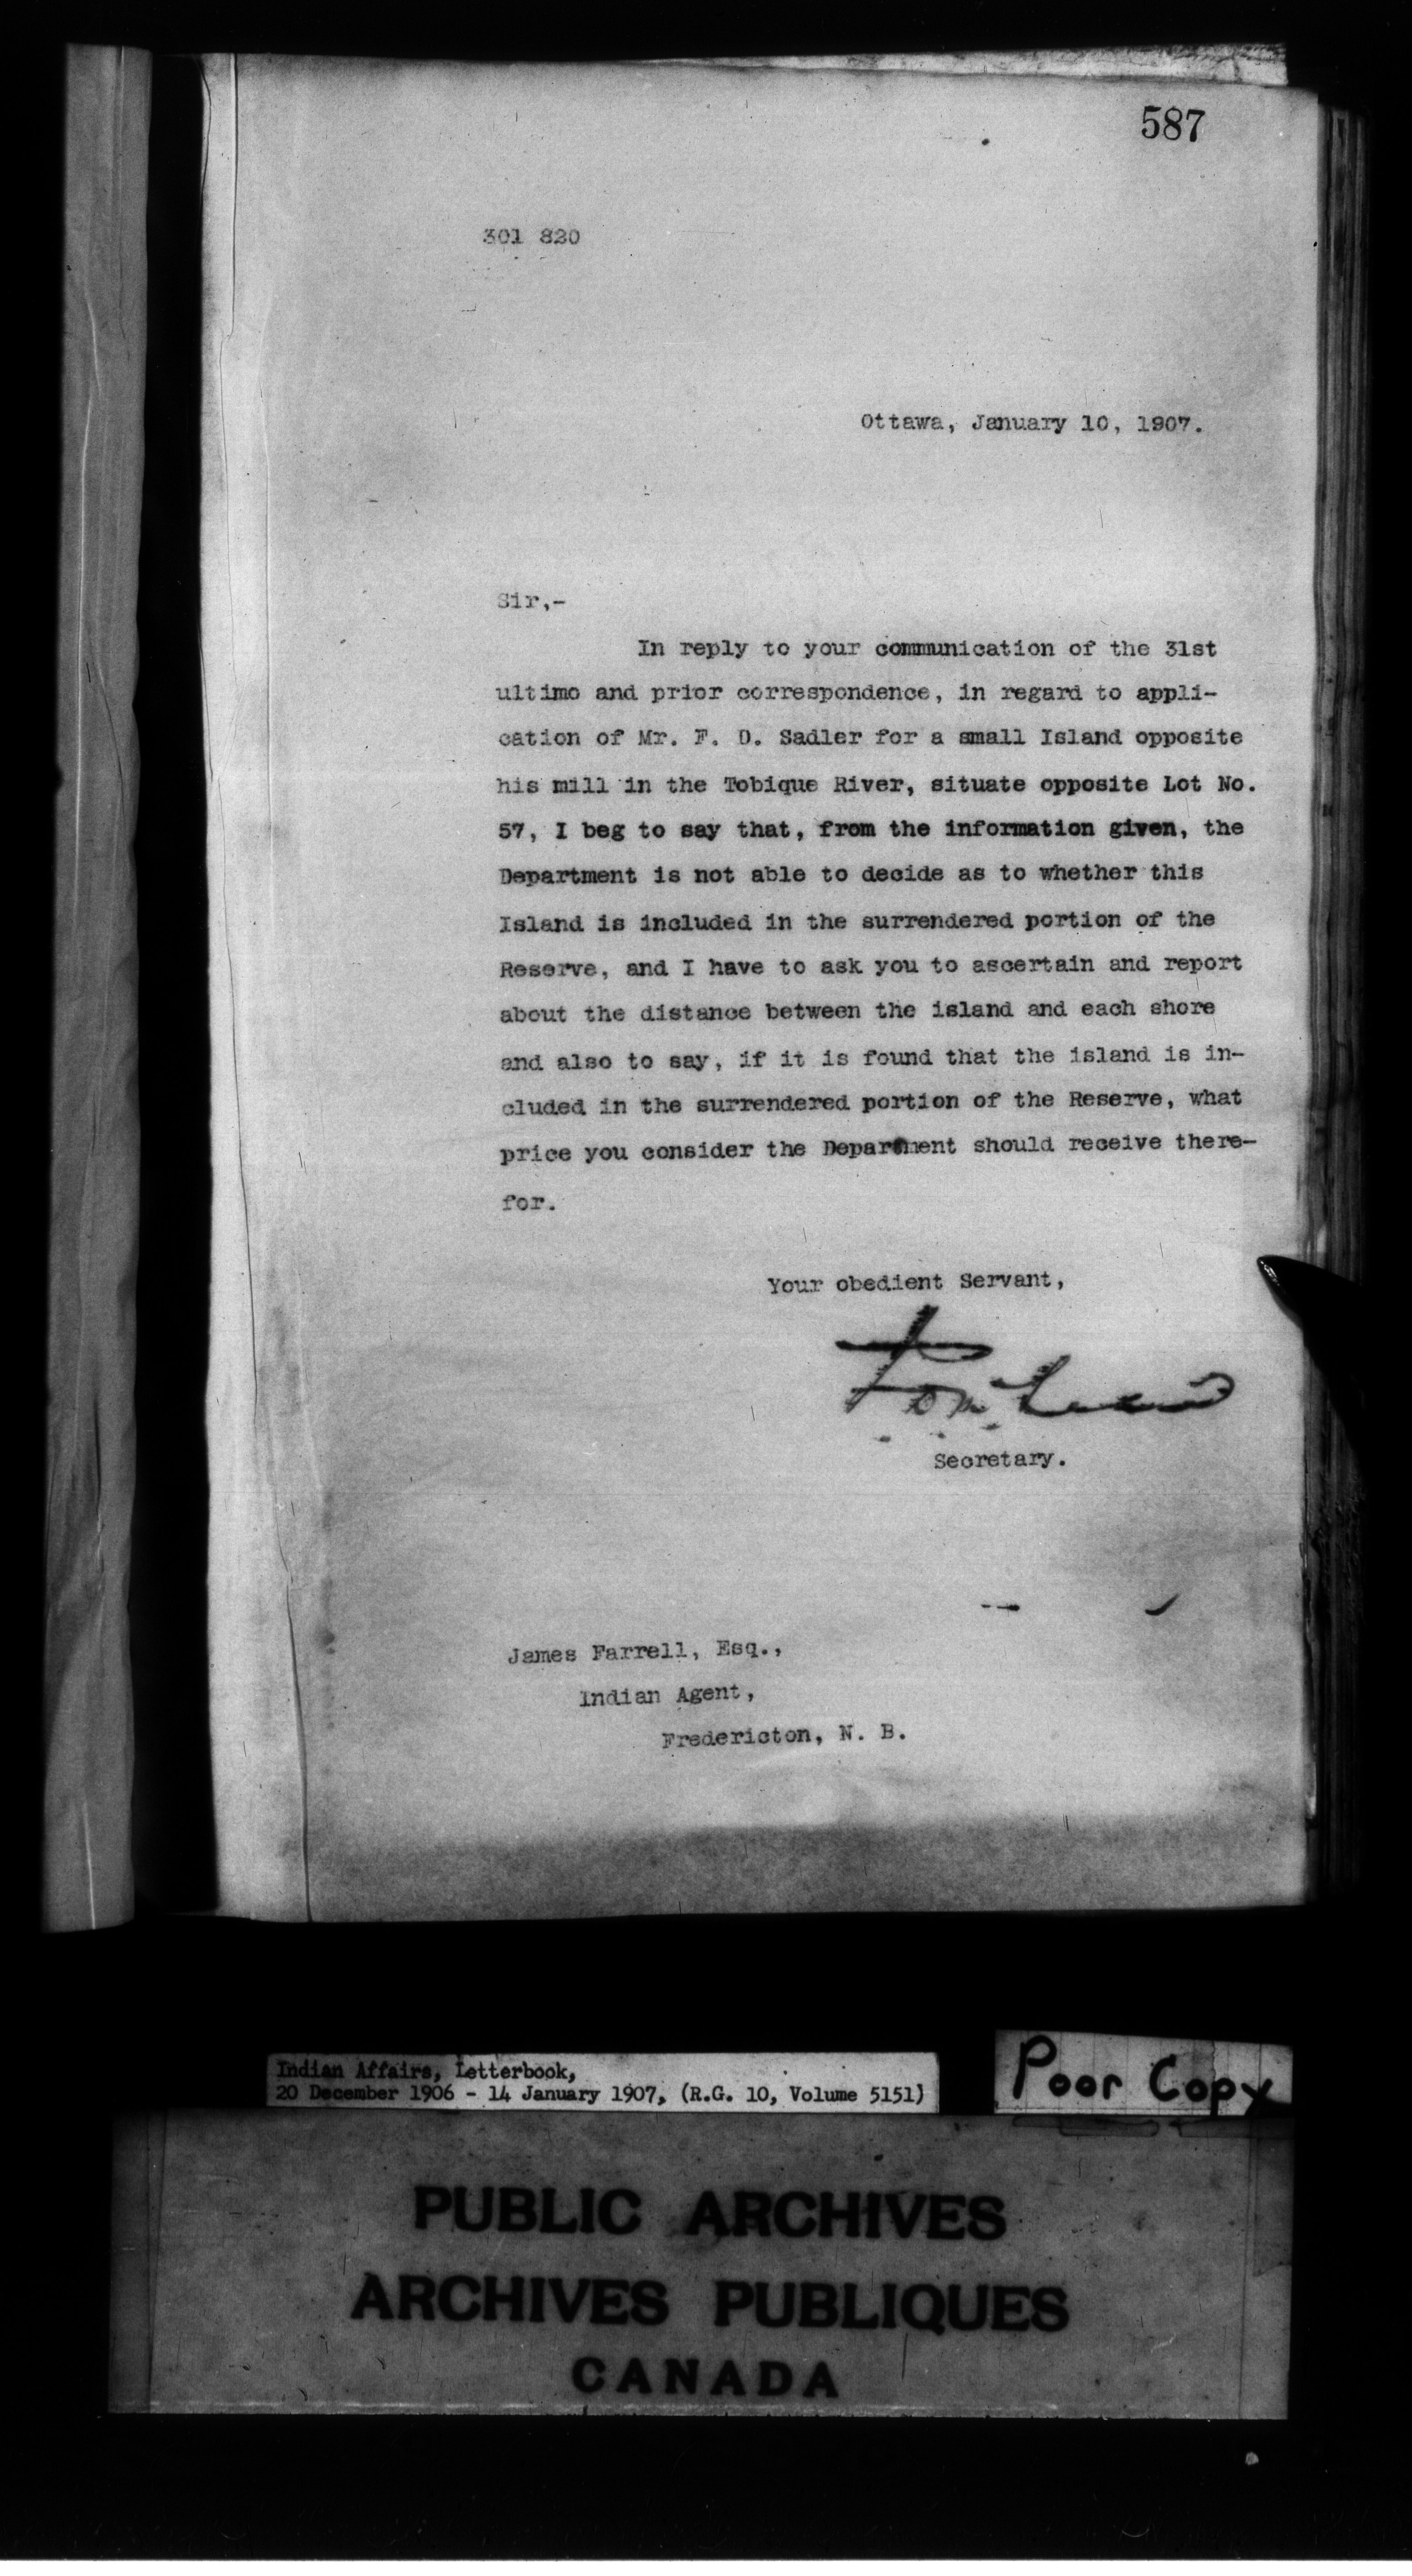 587
301 820
Ottawa, January 10, 1907.
Sir,-
In reply to your communication of the 31st
ultimo and prior correspondence, in regard to appli-
cation of Mr. F. D. Sadler for a small Island opposite
his mill in the Tobique River, situate opposite Lot No.
57, I beg to say that, from the information given, the
Department is not able to decide as to whether this
Island is included in the surrendered portion of the
Reserve, and I have to ask you to ascertain and report
about the distance between the island and each shore
and also to say, if it is found that the island is in-
cluded in the surrendered portion of the Reserve, what
price you consider the Department should receive there-
for.
Your obedient Servant,
Secretary.
James Farrell, Esq.,
Indian Agent,
Fredericton, N. B.
Indian Affairs, Letterbook,
20 December 1906 - 14 January 1907, (R.G. 10, Volume 5151)
Poor Copy
PUBLIC ARCHIVES
ARCHIVES PUBLIQUES
CANADA